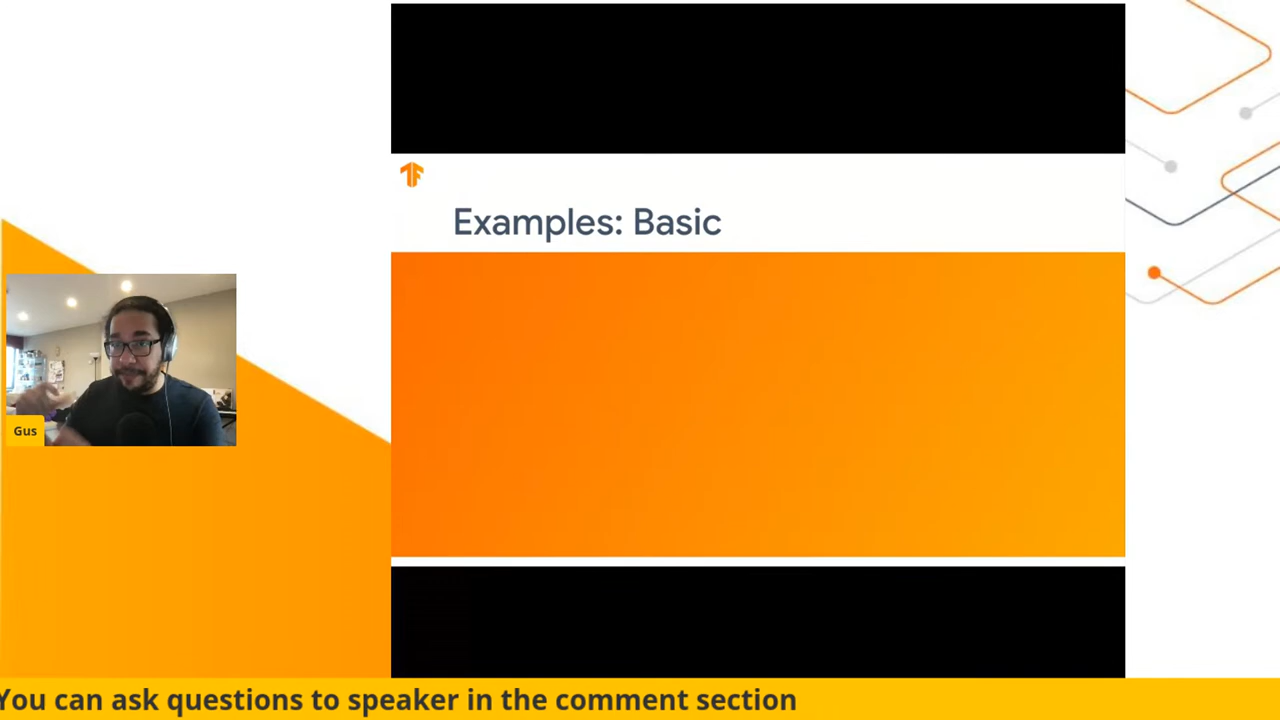 Examples: Basic
Gus
You can ask questions to speaker in the comment section